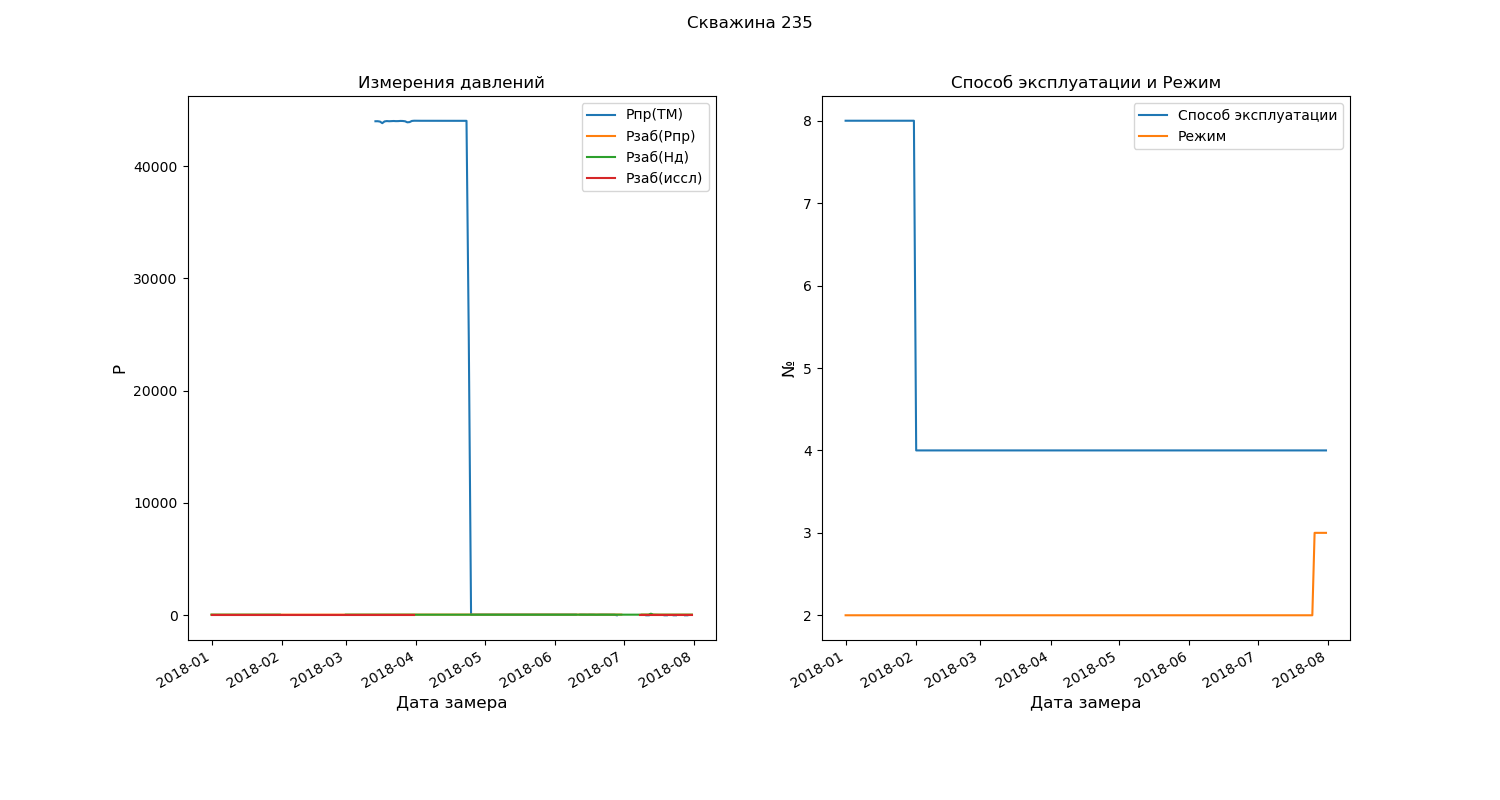 Скважина 235
Измерения давлений
P
40000
30000
20000
10000
0
Рпр(ТМ)
Рзаб(Рпр)
Рзаб(Нд)
Рзаб(иссл)
2018-01
2018-02
2018-03
2018-04
2018-05
2018-06
2018-07
2018-08
Дата замера
Способ эксплуатации и Режим
№
8
7
6
5
4
3
2
Способ эксплуатации
Режим
2018-01
2018-02
2018-03
2018-04
2018-05
2018-06
2018-07
2018-08
Дата замера